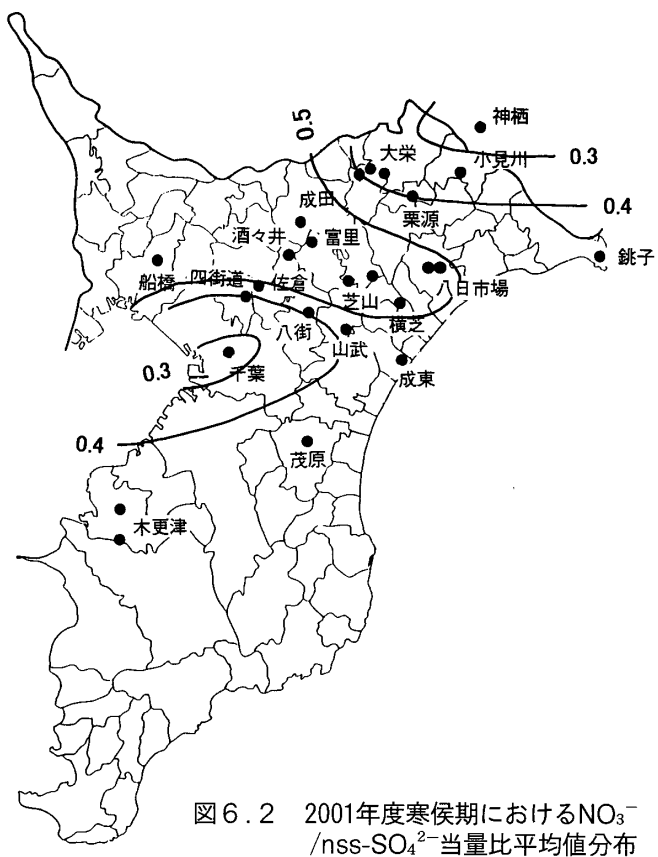 神栖
0.5
大栄
小見川
0.3
成田
0.4
栗源
酒々井
富里
銚子
船橋
四街道
佐倉
芝山
八日市場
横芝
八街
山武
0.3
千葉
成東
0.4
茂原
木更津
図6.2 2001年度寒侯期におけるNO₃⁻
/nss-SO₄²⁻当量比平均値分布